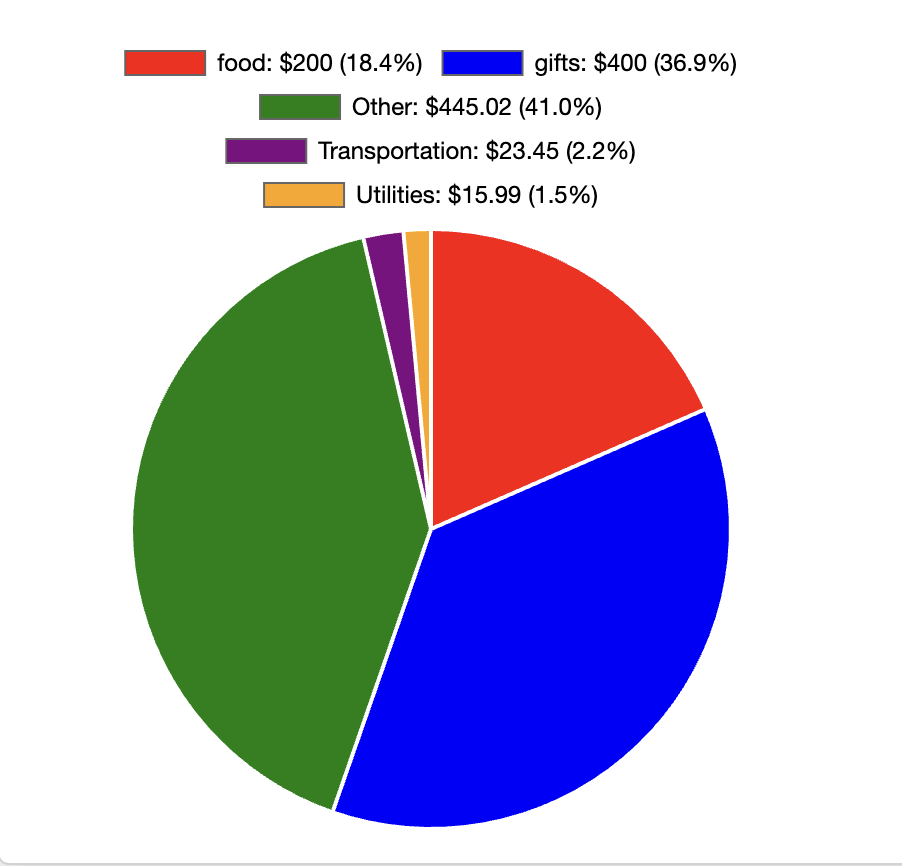 food: $200 (18.4%) gifts: $400 (36.9%)
Other: $445.02 (41.0%)
Transportation: $23.45 (2.2%)
Utilities: $15.99 (1.5%)